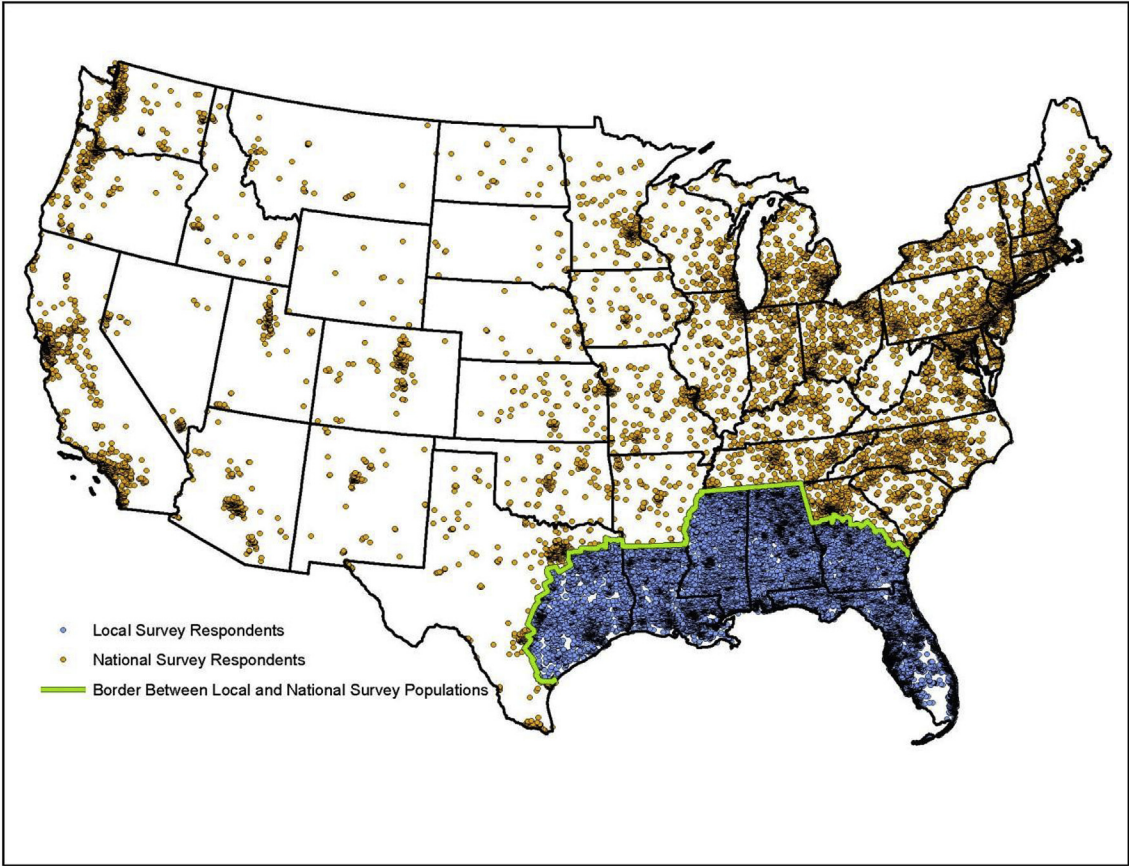 Local Survey Respondents
National Survey Respondents
Border Between Local and National Survey Populations